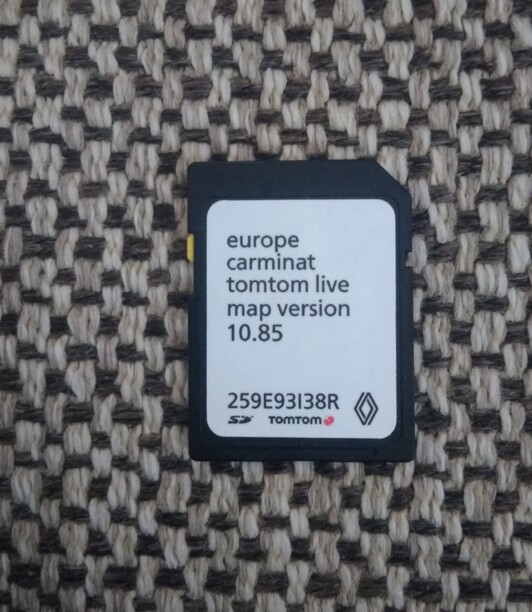 europe
carminat
tomtom live
map version
10.85
259E93I38R
SD TOMTOM